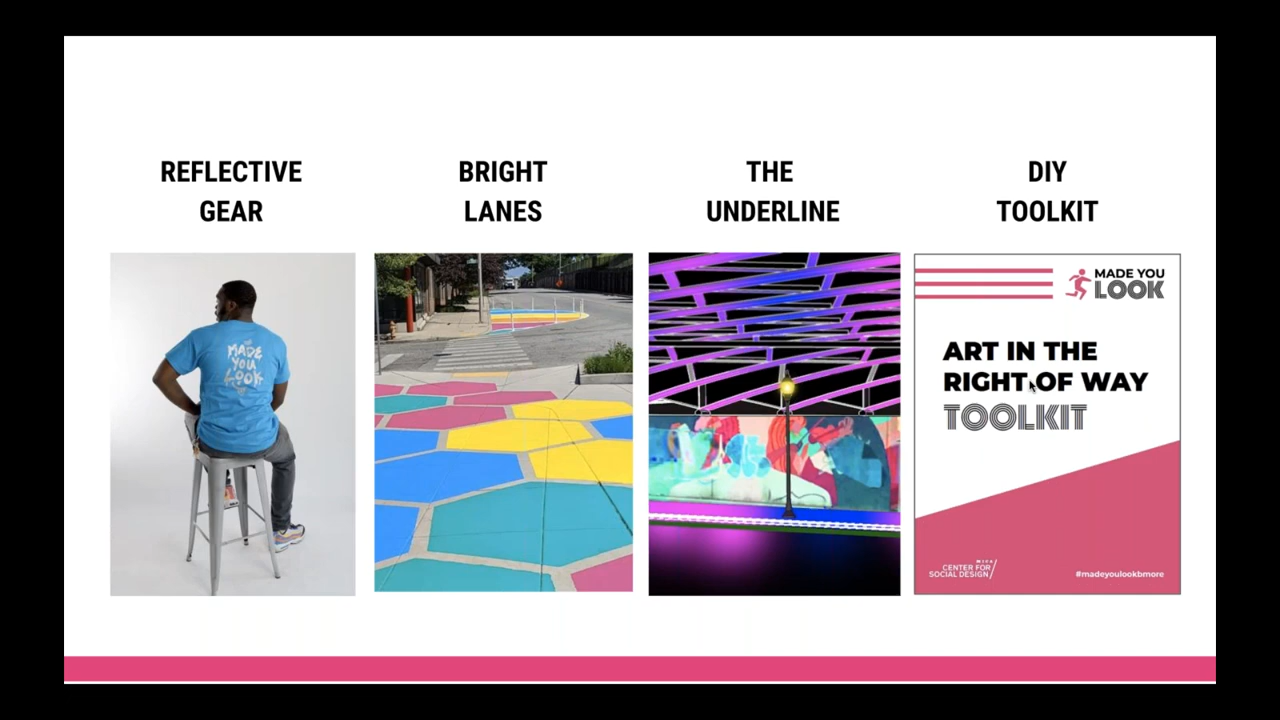 REFLECTIVE
GEAR
BRIGHT
LANES
THE
UNDERLINE
DIY
TOOLKIT
MADE
YOU
LOOK
MADE YOU
LOOK
ART IN THE
RIGHT OF WAY
TOOLKIT
MICA
CENTER FOR
SOCIAL DESIGN
#madeyoulookbmore